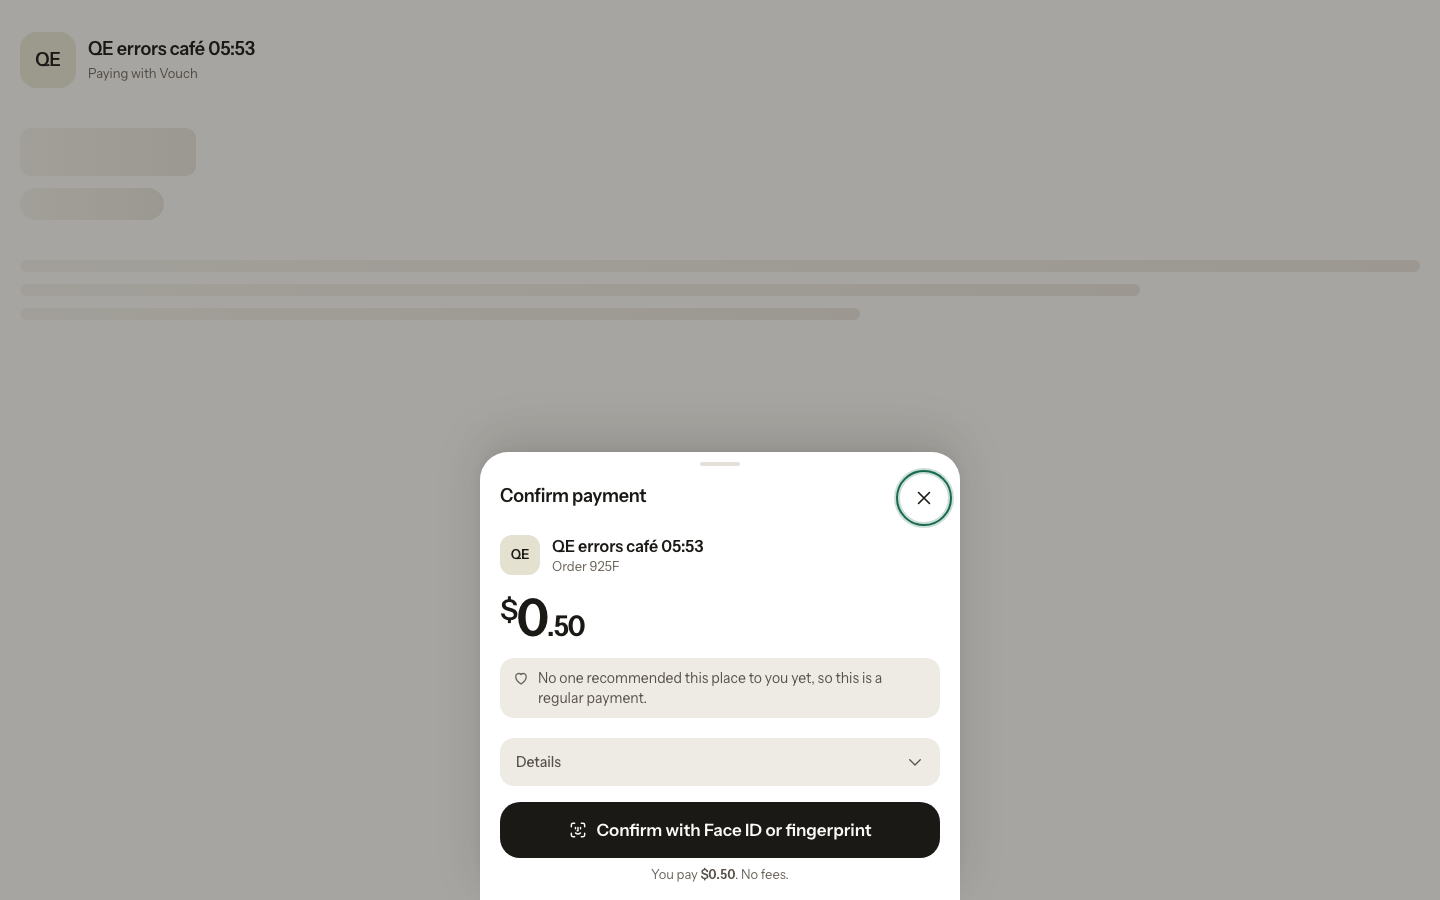 QE
QE errors café 05:53
Paying with Vouch
Confirm payment
QE
QE errors café 05:53
Order 925F
$0.50
No one recommended this place to you yet, so this is a
regular payment.
Details
Confirm with Face ID or fingerprint
You pay $0.50. No fees.